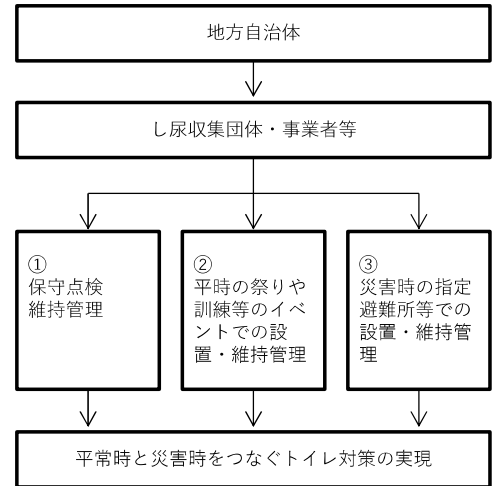 地方自治体
し尿収集団体・事業者等
①
保守点検
維持管理
②
平時の祭りや
訓練等のイベ
ントでの設
置・維持管理
③
災害時の指定
避難所等での
設置・維持管
理
平常時と災害時をつなぐトイレ対策の実現